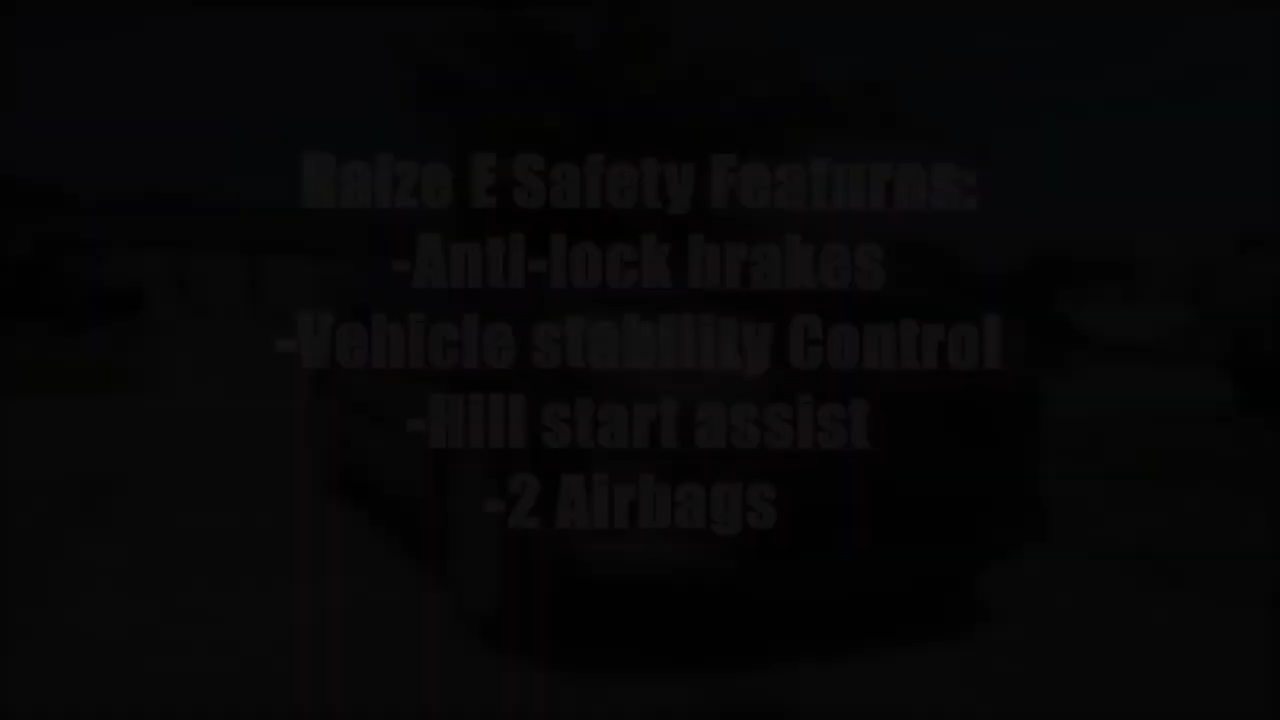 Raize E Safety Features:
-Anti-lock brakes
-Vehicle stability Control
-Hill start assist
-2 Airbags